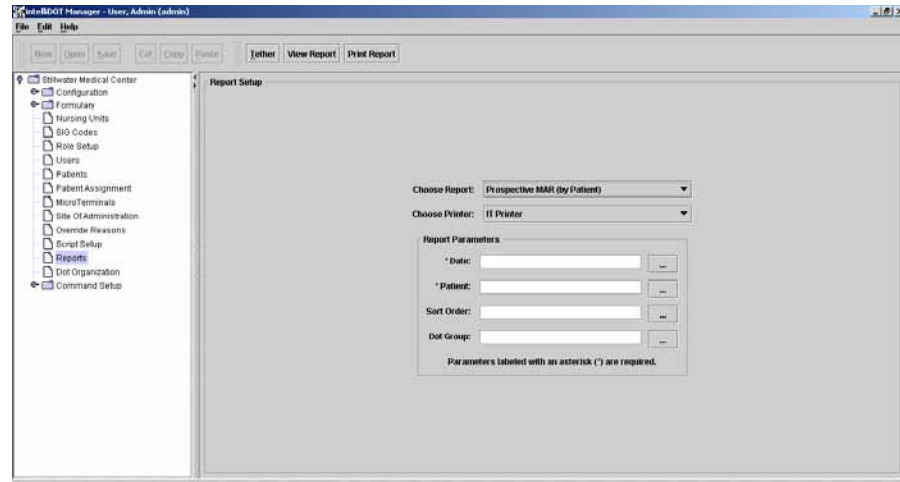 intelliDOT Manager - User, Admin (admin)
File Edit Help
New Open Save Cut Copy Paste Tether View Report Print Report
Stillwater Medical Center
Configuration
Formulary
Nursing Units
SIG Codes
Role Setup
Users
Patients
Patient Assignment
MicroTerminals
Site Of Administration
Override Reasons
Script Setup
Reports
Dot Organization
Command Setup
Report Setup
Choose Report: Prospective MAR (by Patient)
Choose Printer: IT Printer
Report Parameters
* Date: ...
* Patient: ...
Sort Order: ...
Dot Group: ...
Parameters labeled with an asterisk (*) are required.